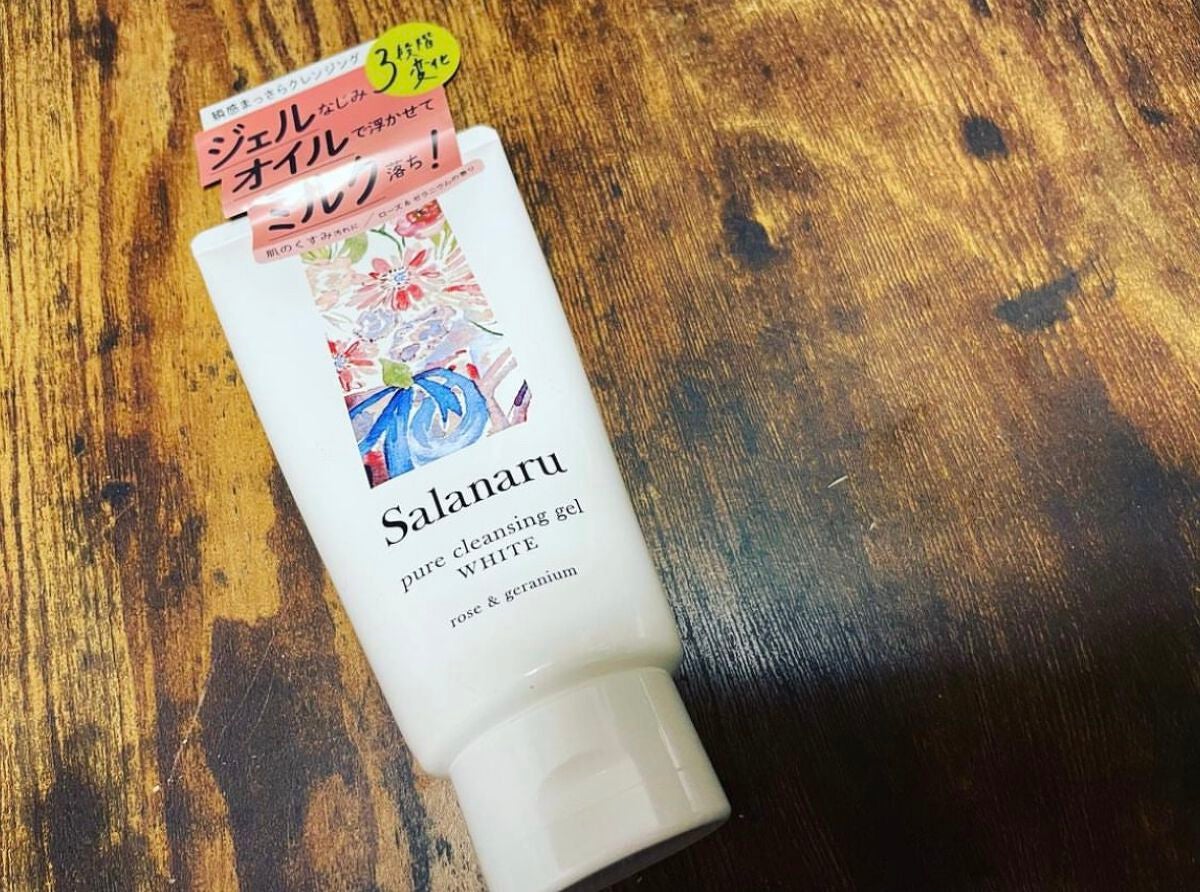 瞬感まっさらクレンジング
3段階
変化
ジェルなじみ
オイルで浮かせて
ミルク落ち!
肌のくすみ汚れに/ローズ&ゼラニウムの香り
Salanaru
pure cleansing gel
WHITE
rose & geranium